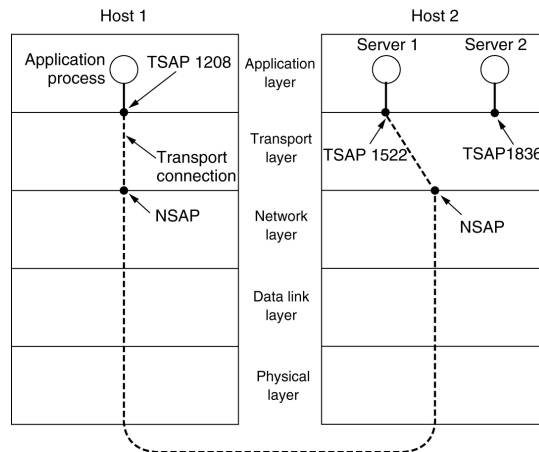 Host 1
Host 2
Application
process
TSAP 1208
Application
layer
Server 1
Server 2
Transport
connection
Transport
layer
TSAP 1522
TSAP1836
NSAP
Network
layer
NSAP
Data link
layer
Physical
layer